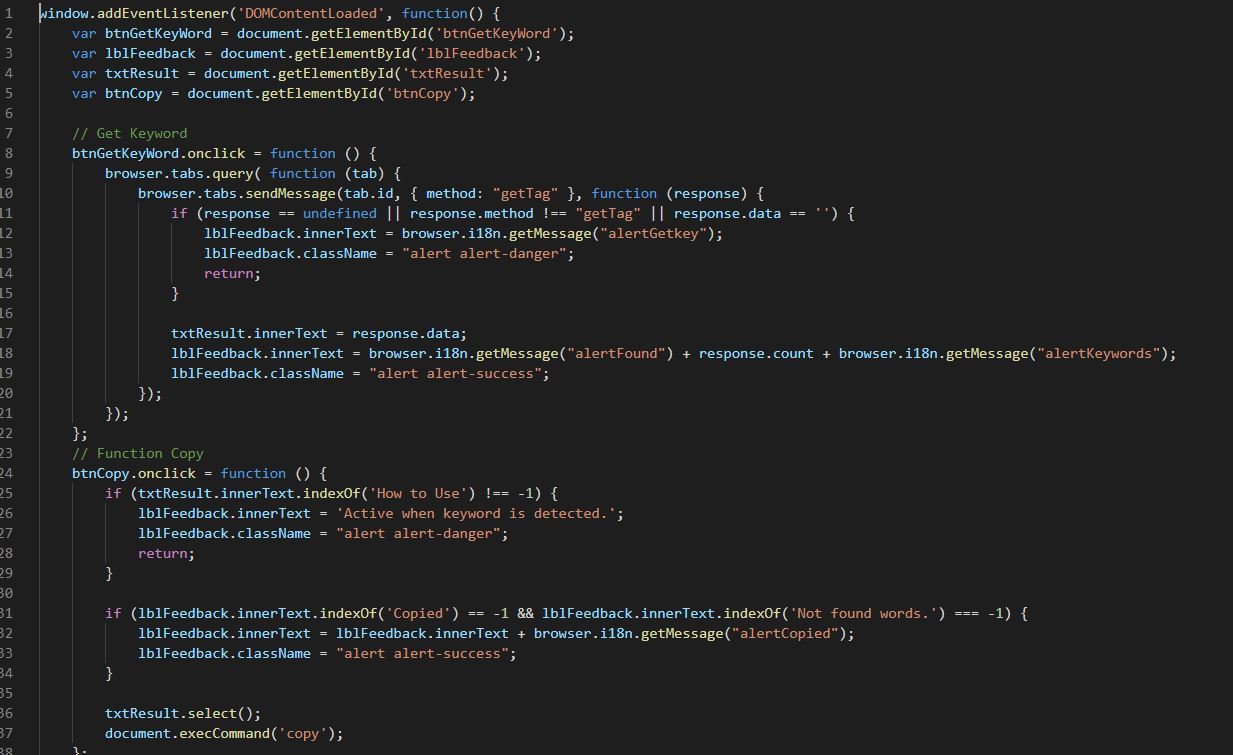 1 window.addEventListener('DOMContentLoaded', function() {
2 var btnGetKeyWord = document.getElementById('btnGetKeyWord');
3 var lblFeedback = document.getElementById('lblFeedback');
4 var txtResult = document.getElementById('txtResult');
5 var btnCopy = document.getElementById('btnCopy');
6
7 // Get Keyword
8 btnGetKeyWord.onclick = function () {
9 browser.tabs.query( function (tab) {
10 browser.tabs.sendMessage(tab.id, { method: "getTag" }, function (response) {
11 if (response == undefined || response.method !== "getTag" || response.data == '') {
12 lblFeedback.innerText = browser.i18n.getMessage("alertGetkey");
13 lblFeedback.className = "alert alert-danger";
14 return;
15 }
16
17 txtResult.innerText = response.data;
18 lblFeedback.innerText = browser.i18n.getMessage("alertFound") + response.count + browser.i18n.getMessage("alertKeywords");
19 lblFeedback.className = "alert alert-success";
20 });
21 });
22 };
23 // Function Copy
24 btnCopy.onclick = function () {
25 if (txtResult.innerText.indexOf('How to Use') !== -1) {
26 lblFeedback.innerText = 'Active when keyword is detected.';
27 lblFeedback.className = "alert alert-danger";
28 return;
29 }
30
31 if (lblFeedback.innerText.indexOf('Copied') == -1 && lblFeedback.innerText.indexOf('Not found words.') === -1) {
32 lblFeedback.innerText = lblFeedback.innerText + browser.i18n.getMessage("alertCopied");
33 lblFeedback.className = "alert alert-success";
34 }
35
36 txtResult.select();
37 document.execCommand('copy');
38 };